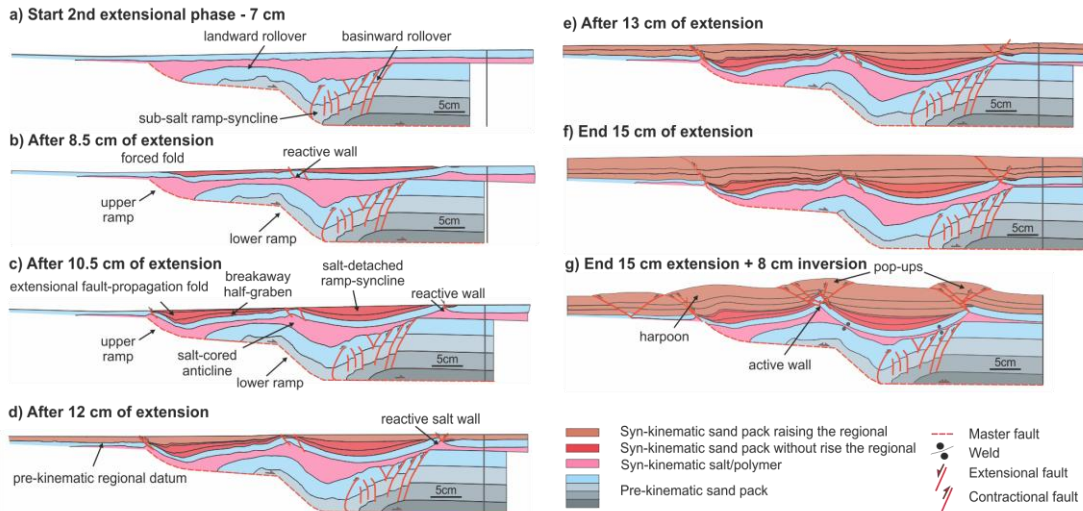 a) Start 2nd extensional phase - 7 cm
landward rollover
basinward rollover
sub-salt ramp-syncline
5cm
b) After 8.5 cm of extension
forced fold
reactive wall
upper
ramp
lower ramp
5cm
c) After 10.5 cm of extension
extensional fault-propagation fold
breakaway
half-graben
salt-detached
ramp-syncline
reactive wall
upper
ramp
salt-cored
anticline
lower ramp
5cm
d) After 12 cm of extension
reactive salt wall
pre-kinematic regional datum
5cm
e) After 13 cm of extension
5cm
f) End 15 cm of extension
5cm
g) End 15 cm extension + 8 cm inversion
pop-ups
harpoon
active wall
5cm
Syn-kinematic sand pack raising the regional
Syn-kinematic sand pack without rise the regional
Syn-kinematic salt/polymer
Pre-kinematic sand pack
Master fault
Weld
Extensional fault
Contractional fault